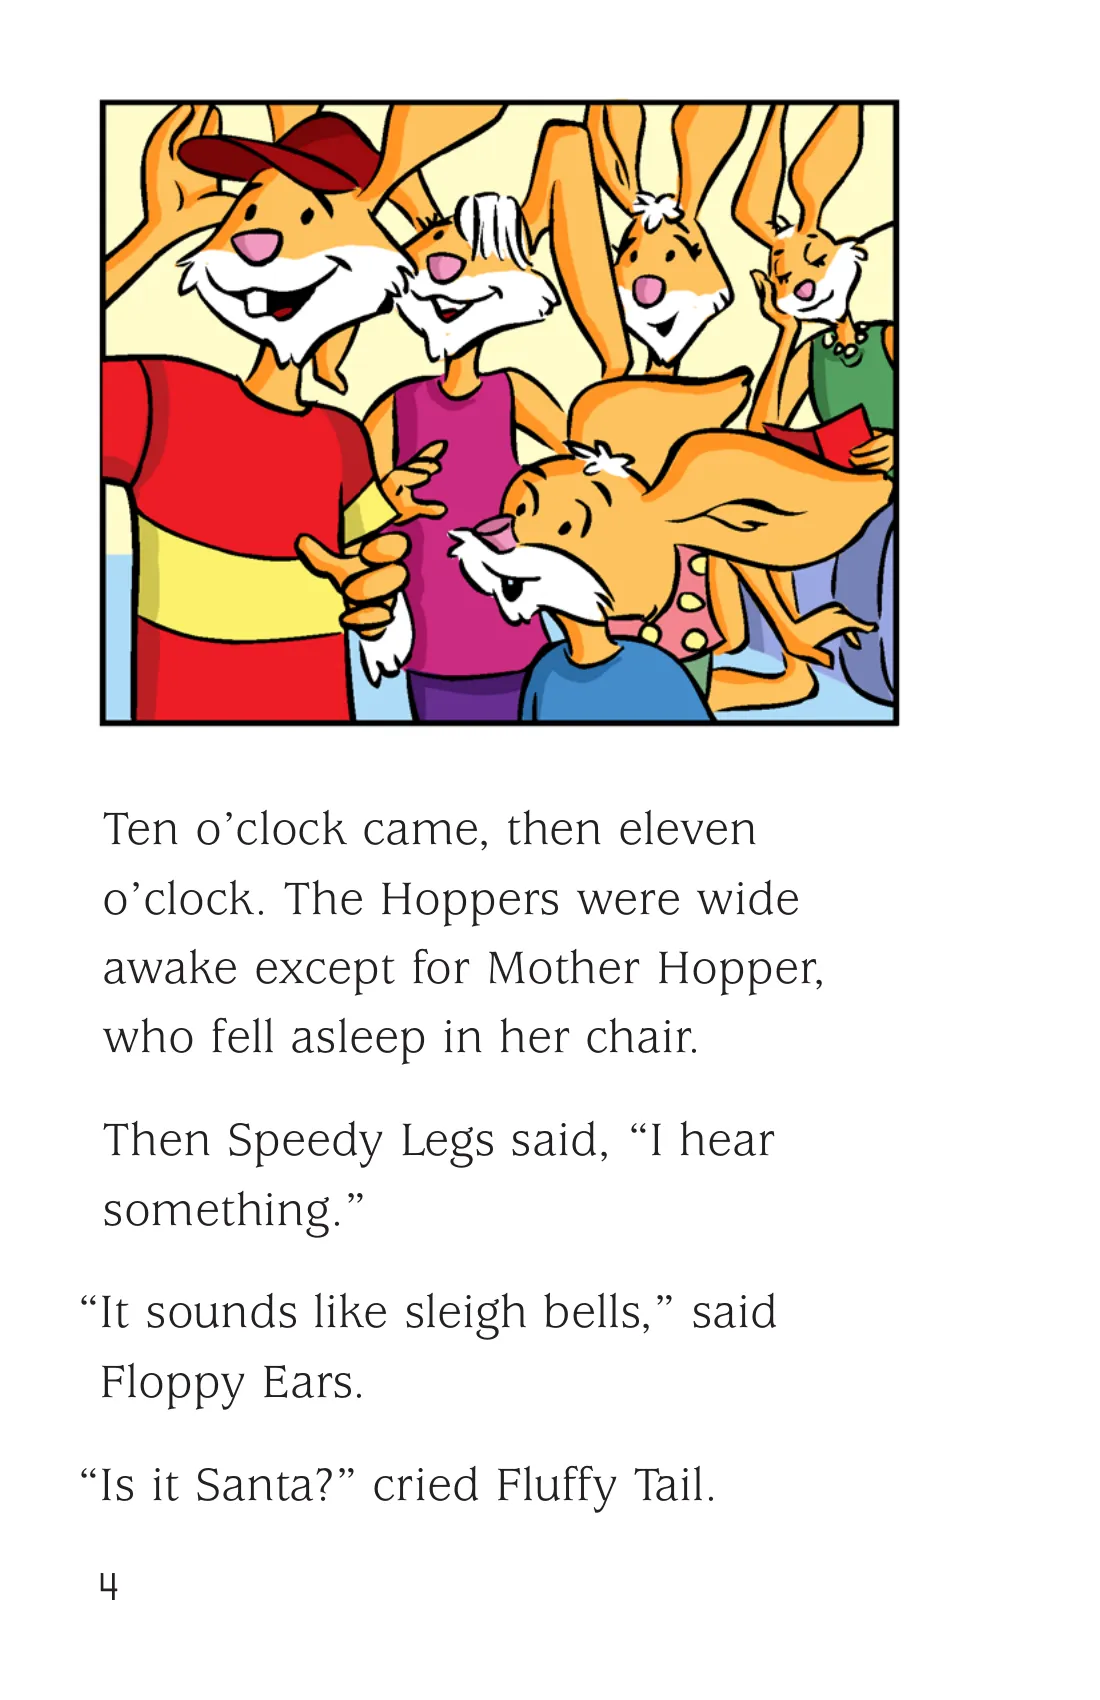 Ten o’clock came, then eleven
o’clock. The Hoppers were wide
awake except for Mother Hopper,
who fell asleep in her chair.
Then Speedy Legs said, “I hear
something.”
“It sounds like sleigh bells,” said
Floppy Ears.
“Is it Santa?” cried Fluffy Tail.
4